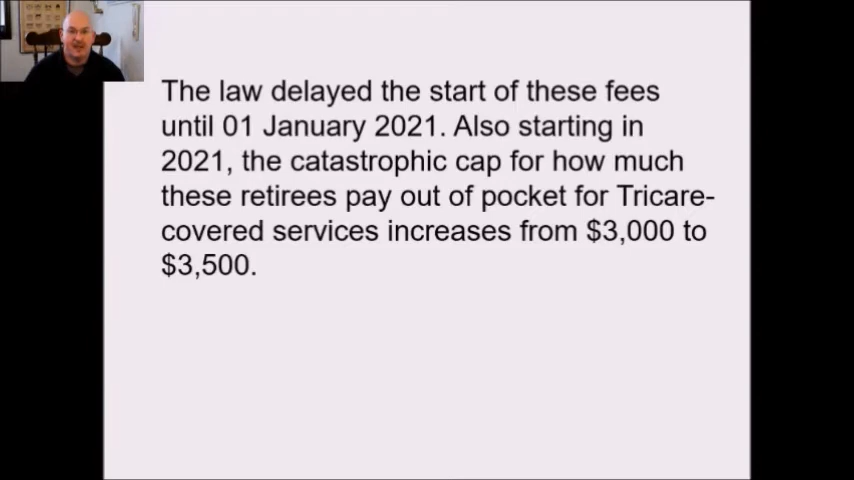 The law delayed the start of these fees
until 01 January 2021. Also starting in
2021, the catastrophic cap for how much
these retirees pay out of pocket for Tricare-
covered services increases from $3,000 to
$3,500.